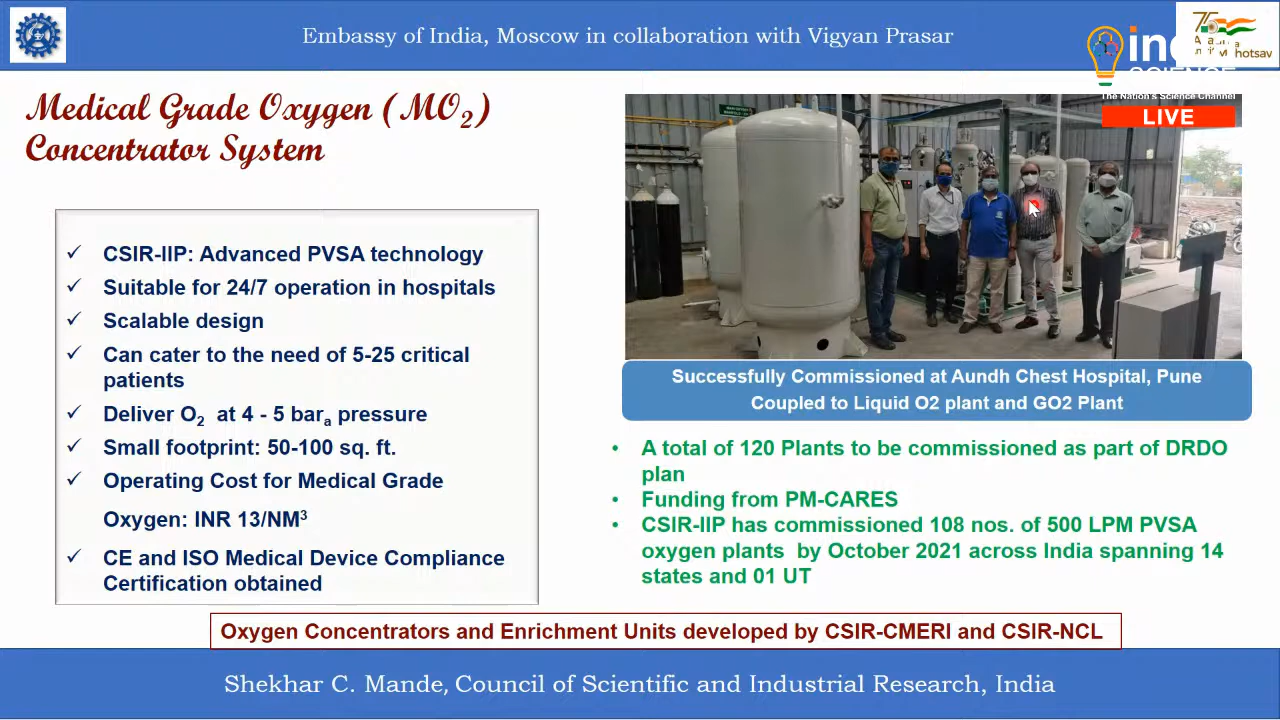 Embassy of India, Moscow in collaboration with Vigyan Prasar
The Nation's Science Channel
LIVE
hotsav
Medical Grade Oxygen (MO₂)
Concentrator System
✓ CSIR-IIP: Advanced PVSA technology
✓ Suitable for 24/7 operation in hospitals
✓ Scalable design
✓ Can cater to the need of 5-25 critical
patients
✓ Deliver O₂ at 4 - 5 barₐ pressure
✓ Small footprint: 50-100 sq. ft.
✓ Operating Cost for Medical Grade
Oxygen: INR 13/NM³
✓ CE and ISO Medical Device Compliance
Certification obtained
Successfully Commissioned at Aundh Chest Hospital, Pune
Coupled to Liquid O2 plant and GO2 Plant
• A total of 120 Plants to be commissioned as part of DRDO
plan
• Funding from PM-CARES
• CSIR-IIP has commissioned 108 nos. of 500 LPM PVSA
oxygen plants by October 2021 across India spanning 14
states and 01 UT
Oxygen Concentrators and Enrichment Units developed by CSIR-CMERI and CSIR-NCL
Shekhar C. Mande, Council of Scientific and Industrial Research, India